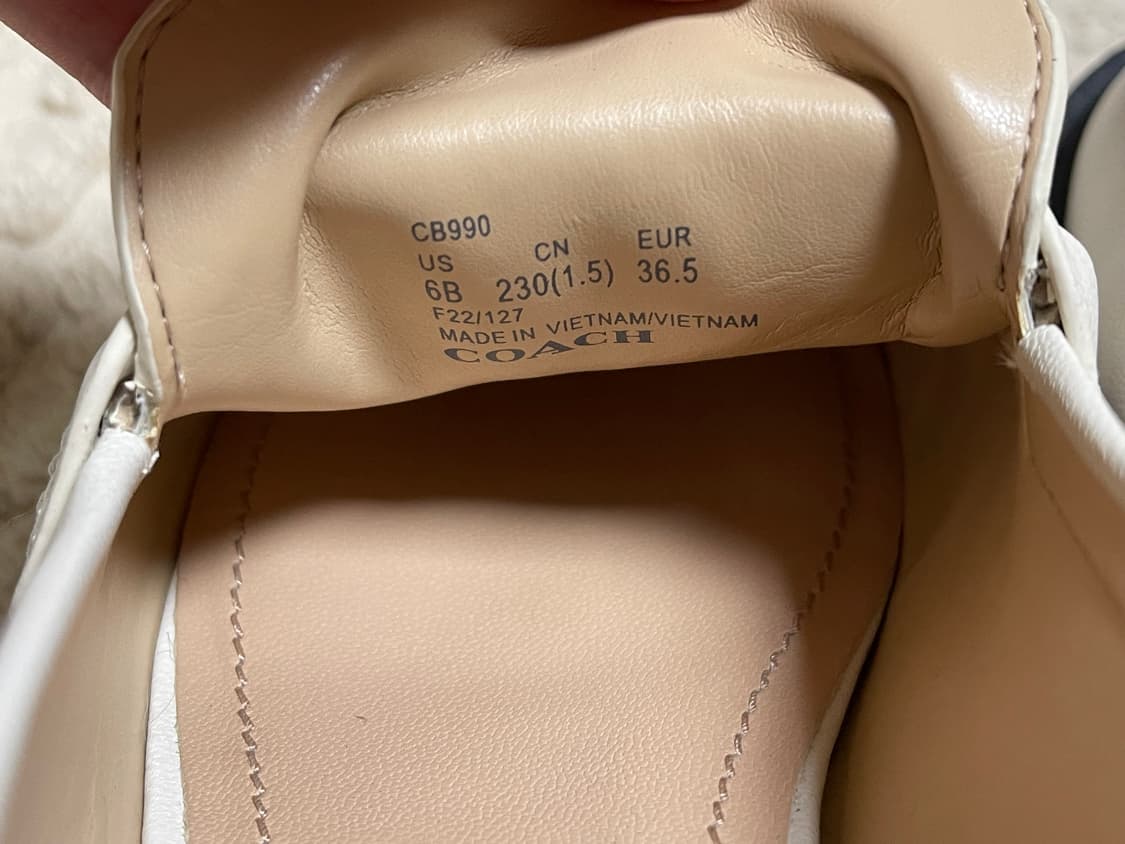 CB990
US CN EUR
6B 230(1.5) 36.5
F22/127
MADE IN VIETNAM/VIETNAM
COACH